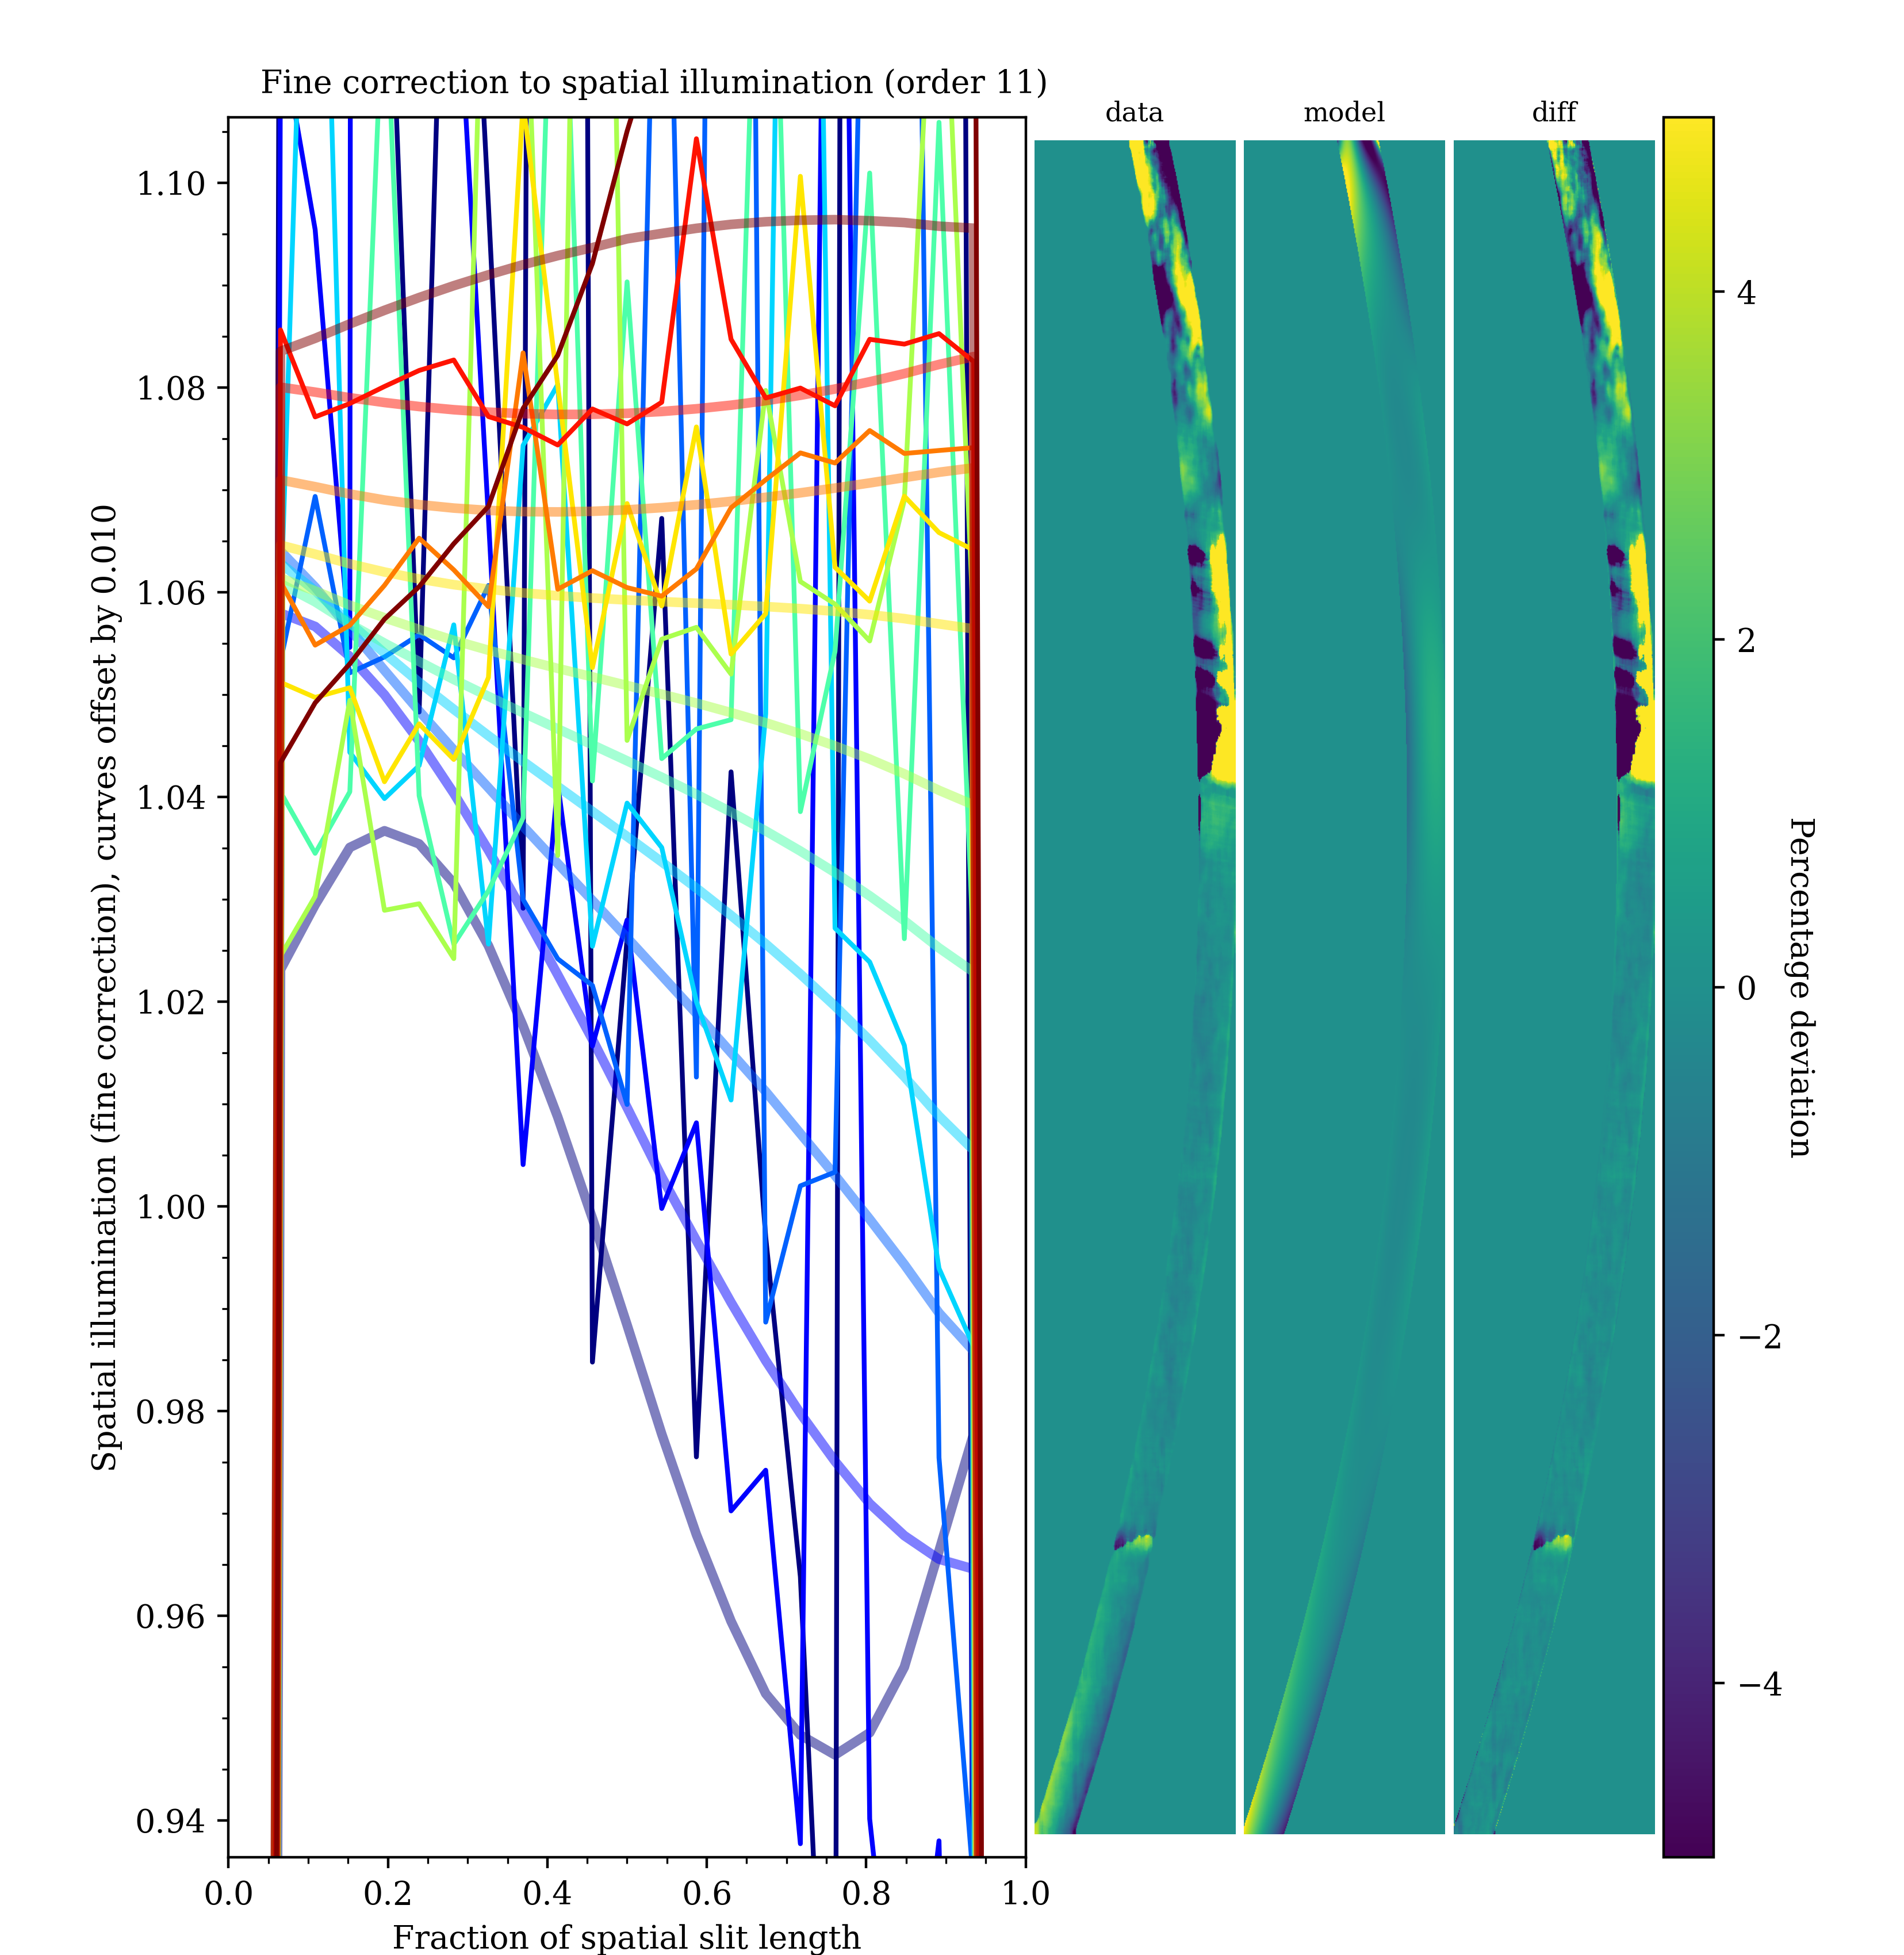 Fine correction to spatial illumination (order 11)
data
model
diff
Spatial illumination (fine correction), curves offset by 0.010
1.10
1.08
1.06
1.04
1.02
1.00
0.98
0.96
0.94
0.0 0.2 0.4 0.6 0.8 1.0
Fraction of spatial slit length
4
2
0
−2
−4
Percentage deviation